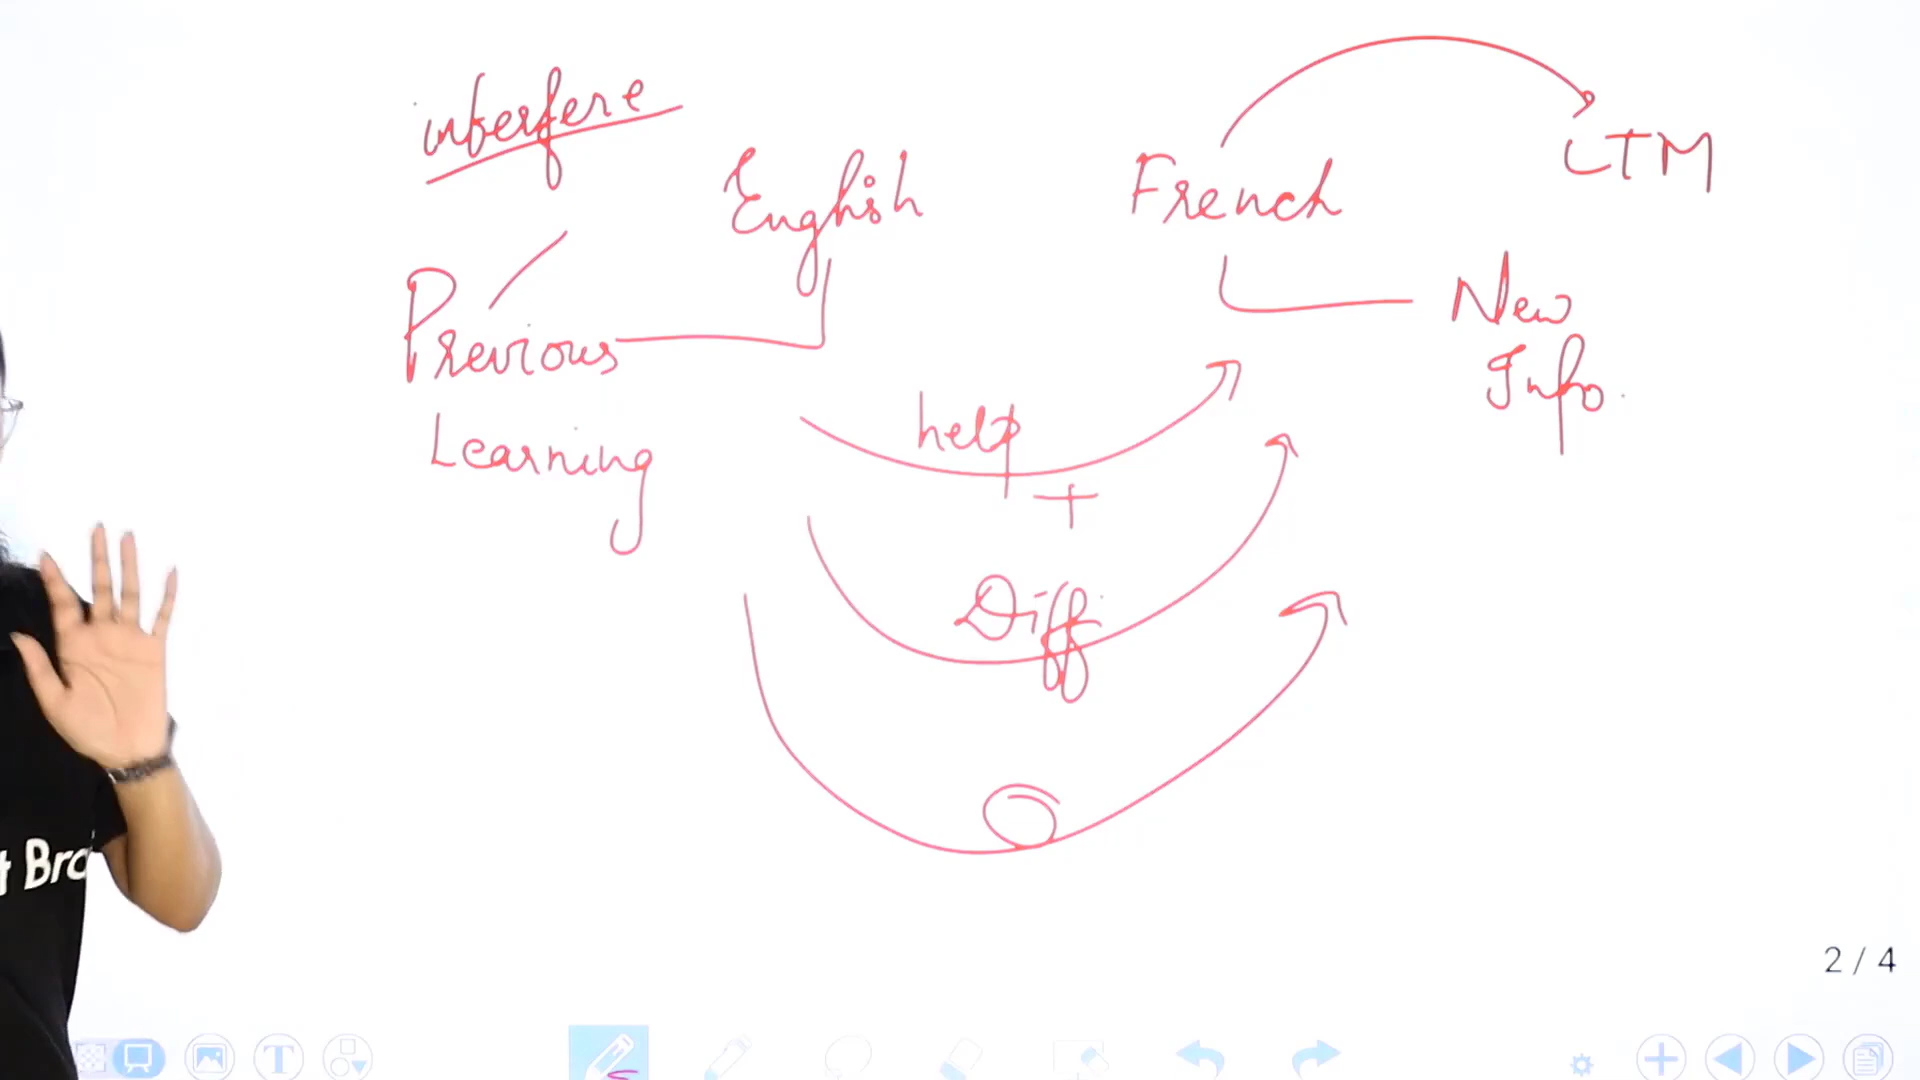 interfere
English
French
LTM
Previous
Learning
New
Info.
help
+
Diff
0
t Bro
2 / 4
T